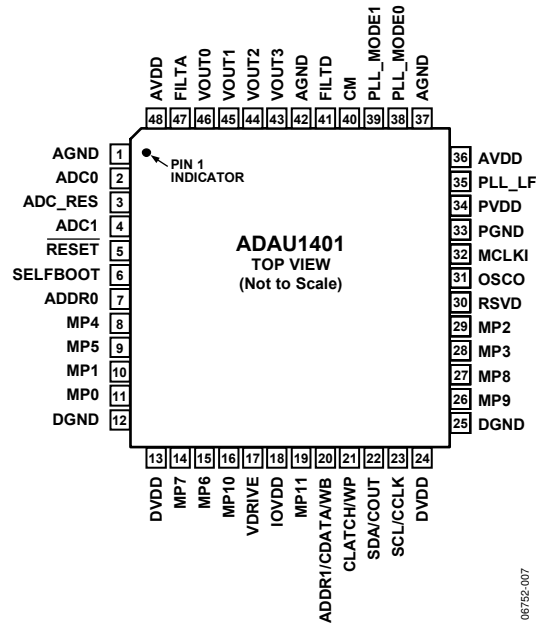 AVDD
FILTA
VOUT0
VOUT1
VOUT2
VOUT3
AGND
FILTD
CM
PLL_MODE1
PLL_MODE0
AGND
48 47 46 45 44 43 42 41 40 39 38 37
AGND 1
ADC0 2
ADC_RES 3
ADC1 4
RESET 5
SELFBOOT 6
ADDR0 7
MP4 8
MP5 9
MP1 10
MP0 11
DGND 12
PIN 1
INDICATOR
ADAU1401
TOP VIEW
(Not to Scale)
36 AVDD
35 PLL_LF
34 PVDD
33 PGND
32 MCLKI
31 OSCO
30 RSVD
29 MP2
28 MP3
27 MP8
26 MP9
25 DGND
13 14 15 16 17 18 19 20 21 22 23 24
DVDD
MP7
MP6
MP10
VDRIVE
IOVDD
MP11
ADDR1/CDATA/WB
CLATCH/WP
SDA/COUT
SCL/CCLK
DVDD
06752-007